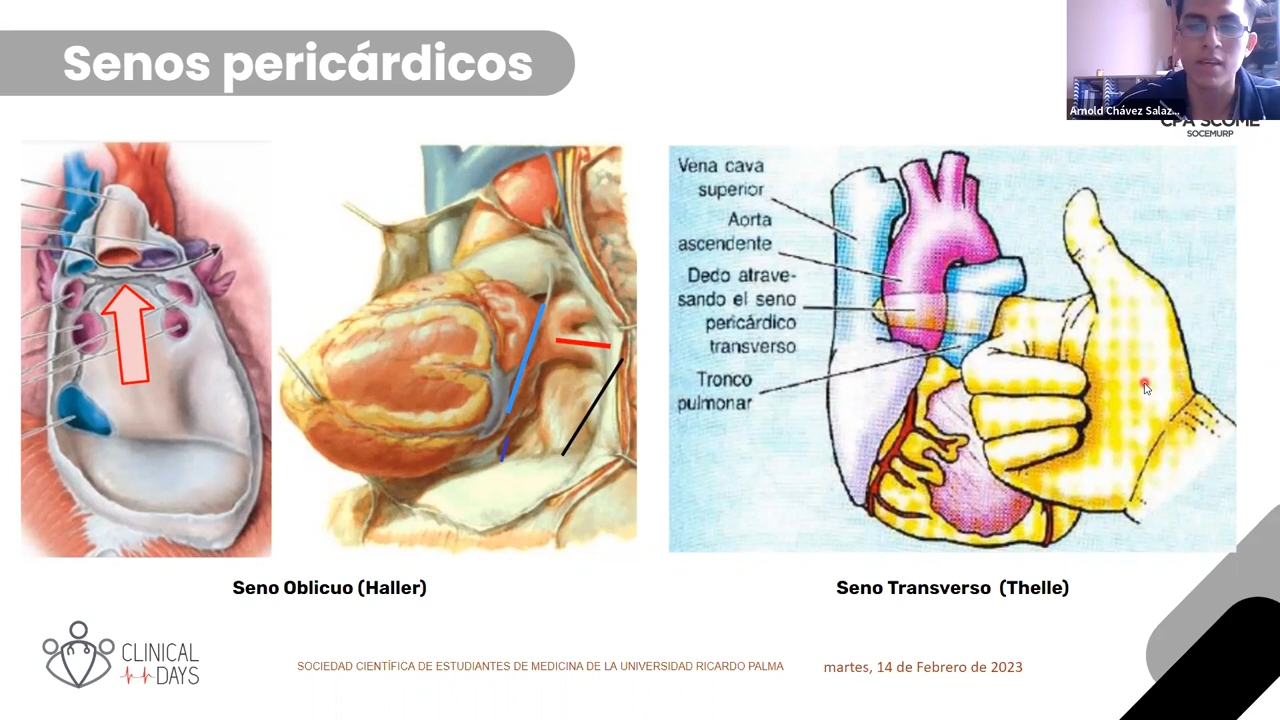 Senos pericárdicos
Arnold Chávez Salaz...
CPA SCOME
SOCEMURP
Vena cava
superior
Aorta
ascendente
Dedo atrave-
sando el seno
pericárdico
transverso
Tronco
pulmonar
Seno Oblicuo (Haller)
Seno Transverso (Thelle)
CLINICAL
DAYS
SOCIEDAD CIENTÍFICA DE ESTUDIANTES DE MEDICINA DE LA UNIVERSIDAD RICARDO PALMA
martes, 14 de Febrero de 2023